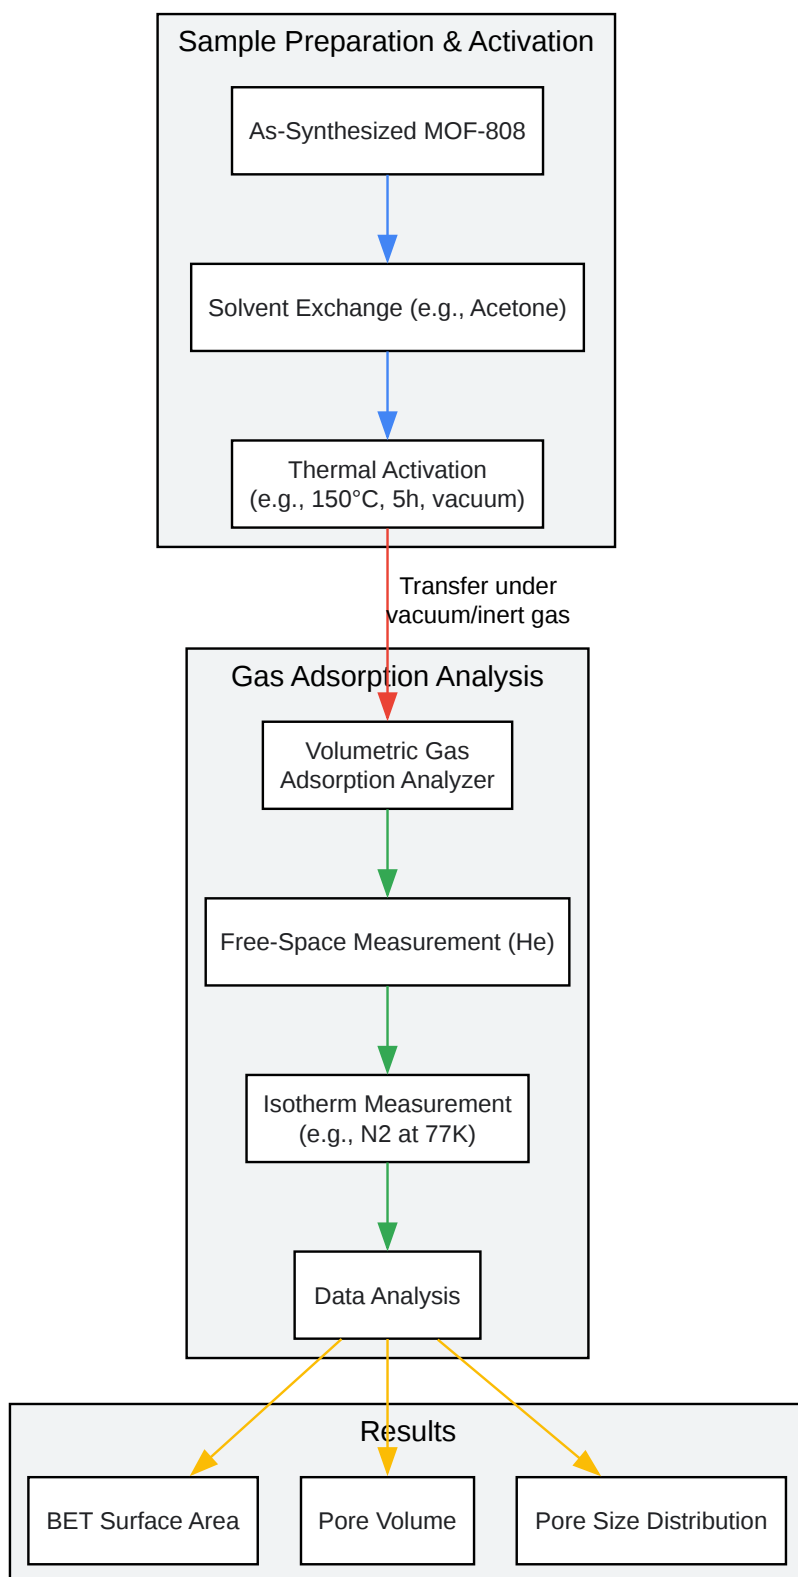 Sample Preparation & Activation
As-Synthesized MOF-808
Solvent Exchange (e.g., Acetone)
Thermal Activation
(e.g., 150°C, 5h, vacuum)
Transfer under
vacuum/inert gas
Gas Adsorption Analysis
Volumetric Gas
Adsorption Analyzer
Free-Space Measurement (He)
Isotherm Measurement
(e.g., N2 at 77K)
Data Analysis
Results
BET Surface Area
Pore Volume
Pore Size Distribution